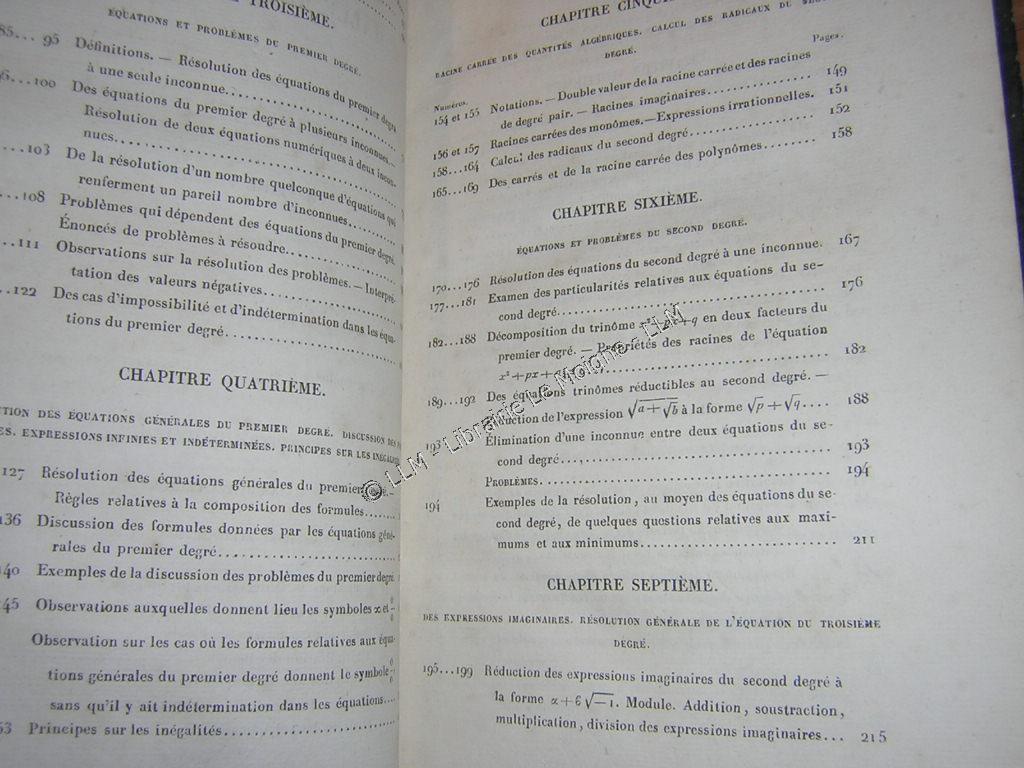 TROISIÈME.
ÉQUATIONS ET PROBLÈMES DU PREMIER DEGRÉ.
85... 95 Définitions. — Résolution des équations du premier degré
à une seule inconnue
6...100 Des équations du premier degré à plusieurs inconnues.
Résolution de deux équations numériques à deux incon-
nues
...103 De la résolution d'un nombre quelconque d'équations qui
renferment un pareil nombre d'inconnues
...108 Problèmes qui dépendent des équations du premier degré.
Énoncés de problèmes à résoudre
...111 Observations sur la résolution des problèmes. — Interpré-
tation des valeurs négatives
...122 Des cas d'impossibilité et d'indétermination dans les équa-
tions du premier degré
CHAPITRE QUATRIÈME.
TION DES ÉQUATIONS GÉNÉRALES DU PREMIER DEGRÉ. DISCUSSION DES
ES. EXPRESSIONS INFINIES ET INDÉTERMINÉES. PRINCIPES SUR LES INÉGALITÉS
127 Résolution des équations générales du premier
Règles relatives à la composition des formules
136 Discussion des formules données par les équations géné-
rales du premier degré
140 Exemples de la discussion des problèmes du premier degré
145 Observations auxquelles donnent lieu les symboles ∞ et 0/0
Observation sur les cas où les formules relatives aux équa-
tions générales du premier degré donnent le symbole 0/0
sans qu'il y ait indétermination dans les équations
53 Principes sur les inégalités
CHAPITRE CINQUI
RACINE CARRÉE DES QUANTITÉS ALGÉBRIQUES. CALCUL DES RADICAUX DU SECOND
DEGRÉ.
Numéros. Pages.
154 et 155 Notations. — Double valeur de la racine carrée et des racines
de degré pair. — Racines imaginaires 149
156 et 157 Racines carrées des monômes. — Expressions irrationnelles. 151
158...164 Calcul des radicaux du second degré 152
165...169 Des carrés et de la racine carrée des polynômes 158
CHAPITRE SIXIÈME.
ÉQUATIONS ET PROBLÈMES DU SECOND DEGRÉ.
170...176 Résolution des équations du second degré à une inconnue. 167
177...181 Examen des particularités relatives aux équations du se-
cond degré 176
182...188 Décomposition du trinôme x² + px + q en deux facteurs du
premier degré. — Propriétés des racines de l'équation
x² + px + q 182
189...192 Des équations trinômes réductibles au second degré. —
Réduction de l'expression √(a + √b) à la forme √p + √q 188
193 Élimination d'une inconnue entre deux équations du se-
cond degré 193
PROBLÈMES 194
194 Exemples de la résolution, au moyen des équations du se-
cond degré, de quelques questions relatives aux maxi-
mums et aux minimums 211
CHAPITRE SEPTIÈME.
DES EXPRESSIONS IMAGINAIRES. RÉSOLUTION GÉNÉRALE DE L'ÉQUATION DU TROISIÈME
DEGRÉ.
195...199 Réduction des expressions imaginaires du second degré à
la forme α + ϐ√−1. Module. Addition, soustraction,
multiplication, division des expressions imaginaires... 215
© LLM - Librairie Le Moigne - LLM